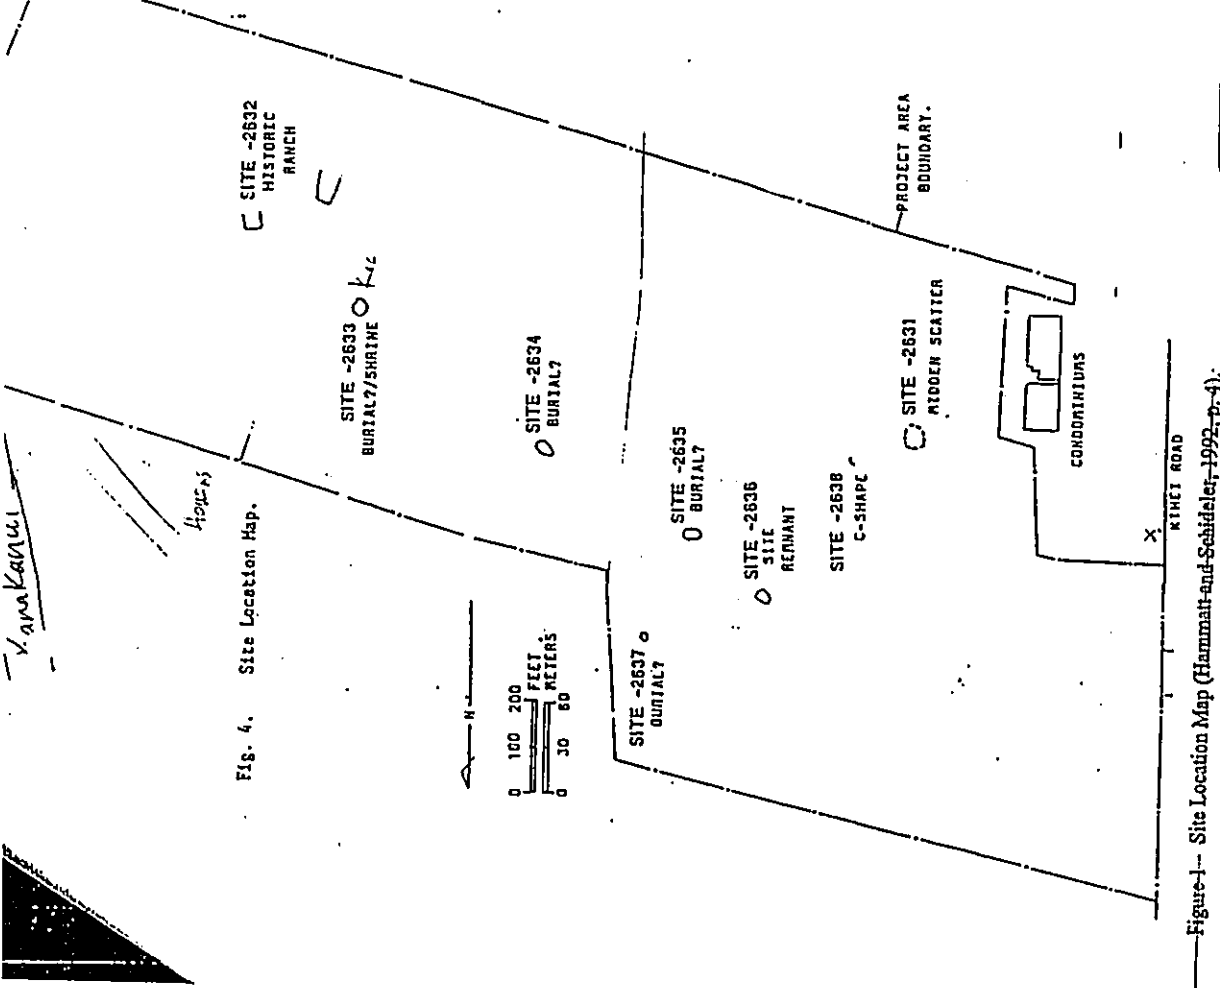 SITE -2632
HISTORIC
RANCH
SITE -2633
BURIAL?/SHRINE
SITE -2634
BURIAL?
PROJECT AREA
BOUNDARY.
SITE -2631
MIDDEN SCATTER
SITE -2635
BURIAL?
SITE -2636
SITE
REMNANT
SITE -2638
C-SHAPE
SITE -2637
BURIAL?
CONDOMINIUMS
KIHEI ROAD
X
Houses
Fig. 4. Site Location Map.
N
0 100 200
FEET
METERS
0 30 60
Figure 1 -- Site Location Map (Hammatt and Schideler, 1992, p. 4).